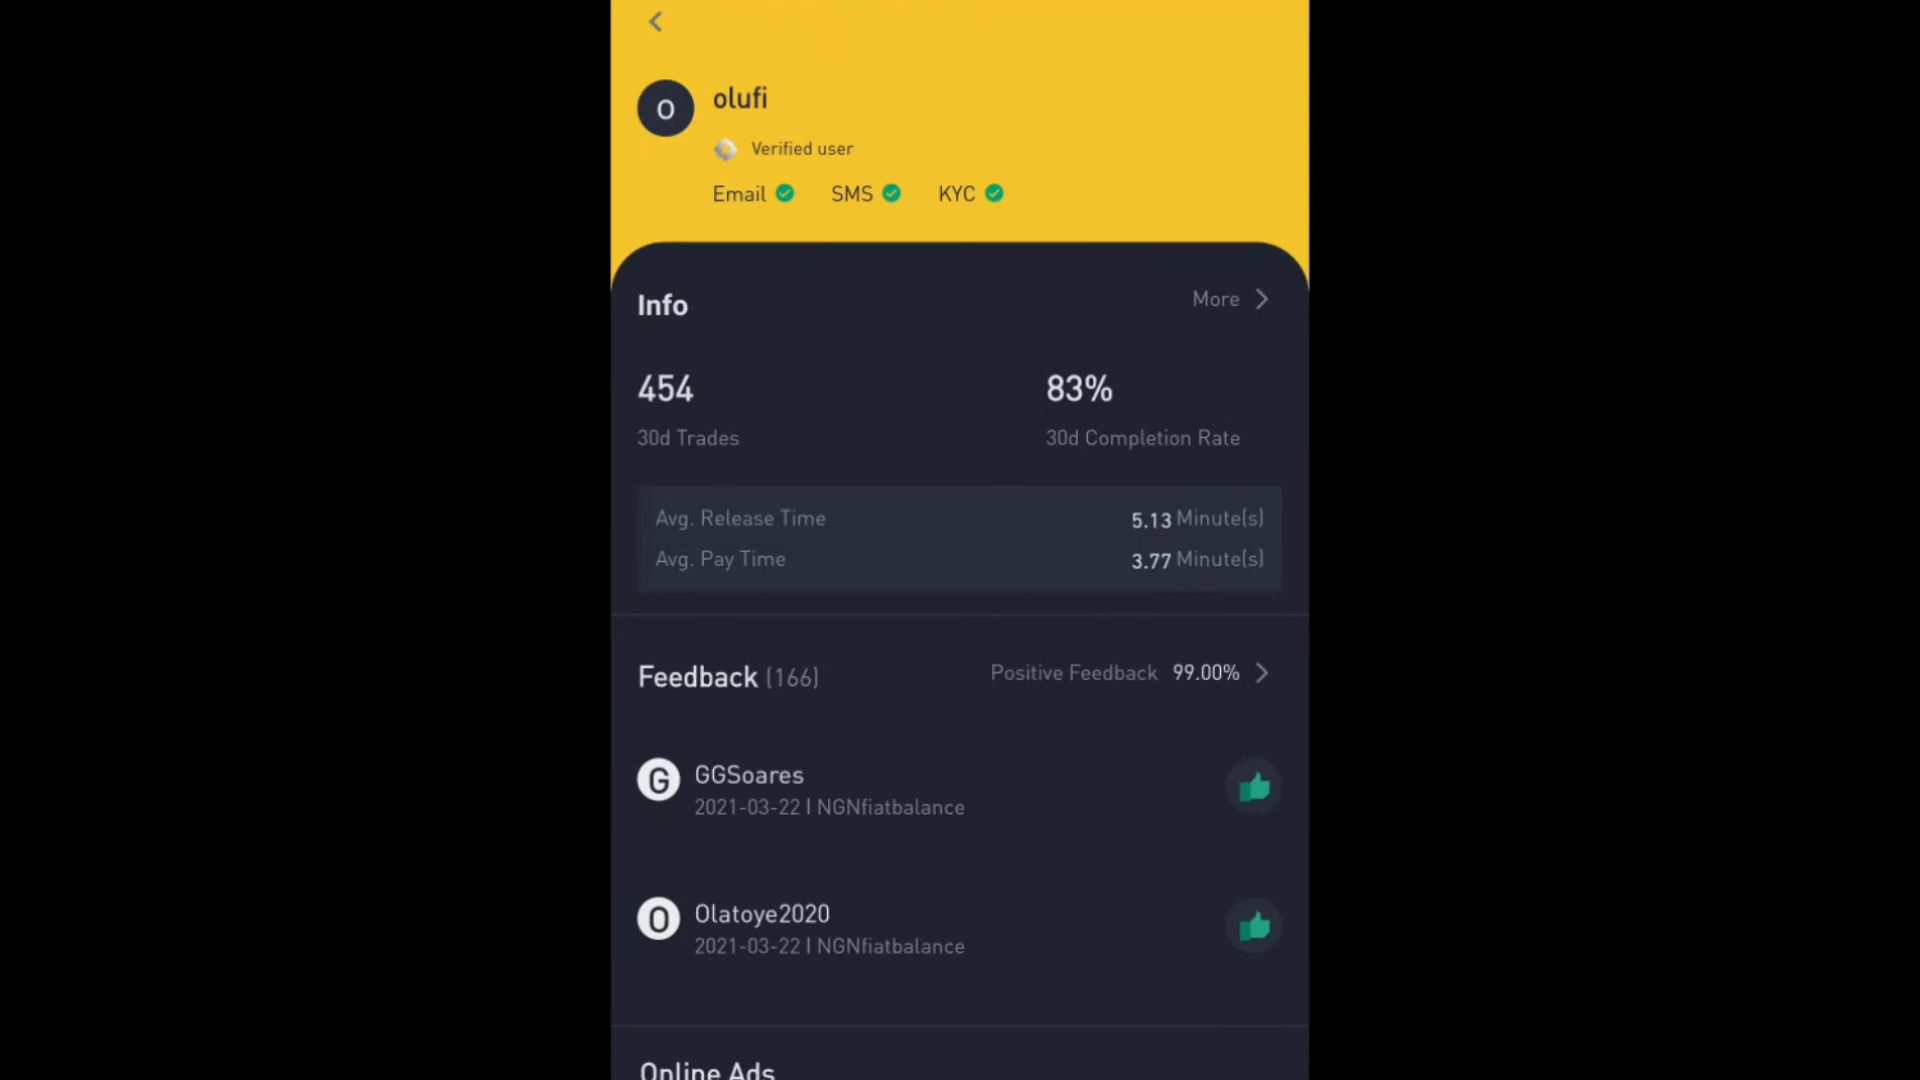 O
olufi
Verified user
Email SMS KYC
Info
More
454
83%
30d Trades
30d Completion Rate
Avg. Release Time
5.13 Minute(s)
Avg. Pay Time
3.77 Minute(s)
Feedback (166)
Positive Feedback 99.00%
G
GGSoares
2021-03-22 | NGNfiatbalance
O
Olatoye2020
2021-03-22 | NGNfiatbalance
Online Ads